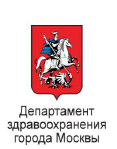 Департамент
здравоохранения
города Москвы